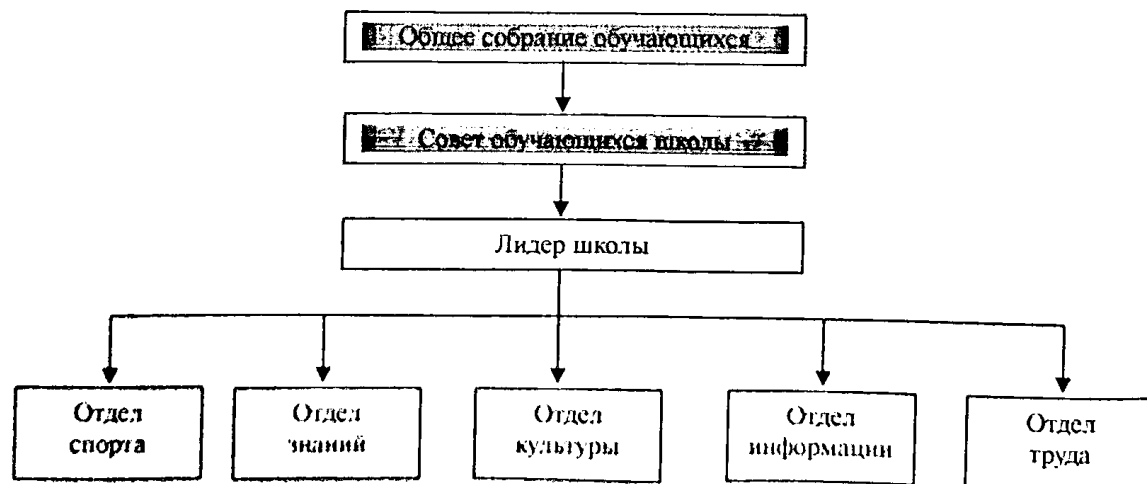 Общее собрание обучающихся
Совет обучающихся школы
Лидер школы
Отдел
спорта
Отдел
знаний
Отдел
культуры
Отдел
информации
Отдел
труда